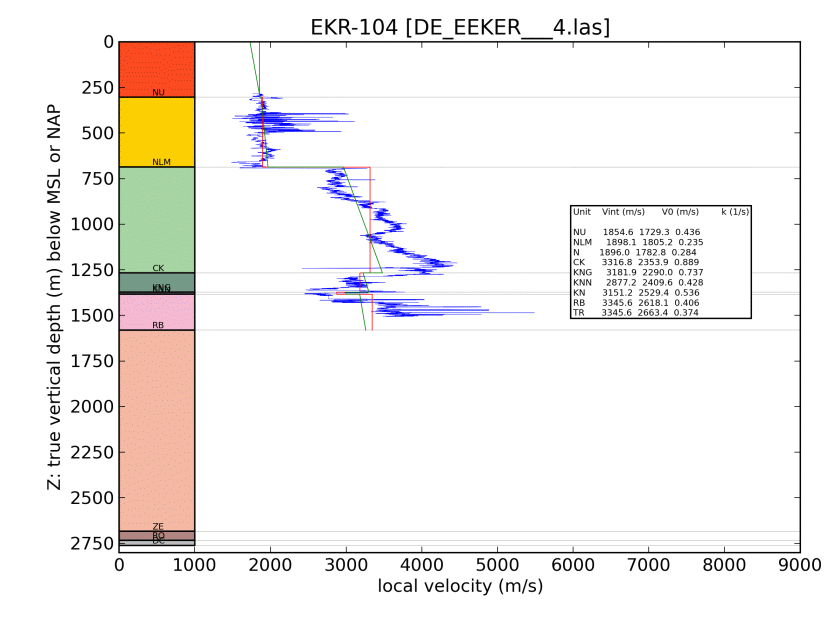 EKR-104 [DE_EEKER___4.las]
0
250
500
750
1000
1250
1500
1750
2000
2250
2500
2750
Z: true vertical depth (m) below MSL or NAP
NU
NLM
CK
KNG
KNN
RB
ZE
RO
DC
Unit Vint (m/s) V0 (m/s) k (1/s)
NU 1854.6 1729.3 0.436
NLM 1898.1 1805.2 0.235
N 1896.0 1782.8 0.284
CK 3316.8 2353.9 0.889
KNG 3181.9 2290.0 0.737
KNN 2877.2 2409.6 0.428
KN 3151.2 2529.4 0.536
RB 3345.6 2618.1 0.406
TR 3345.6 2663.4 0.374
0 1000 2000 3000 4000 5000 6000 7000 8000 9000
local velocity (m/s)